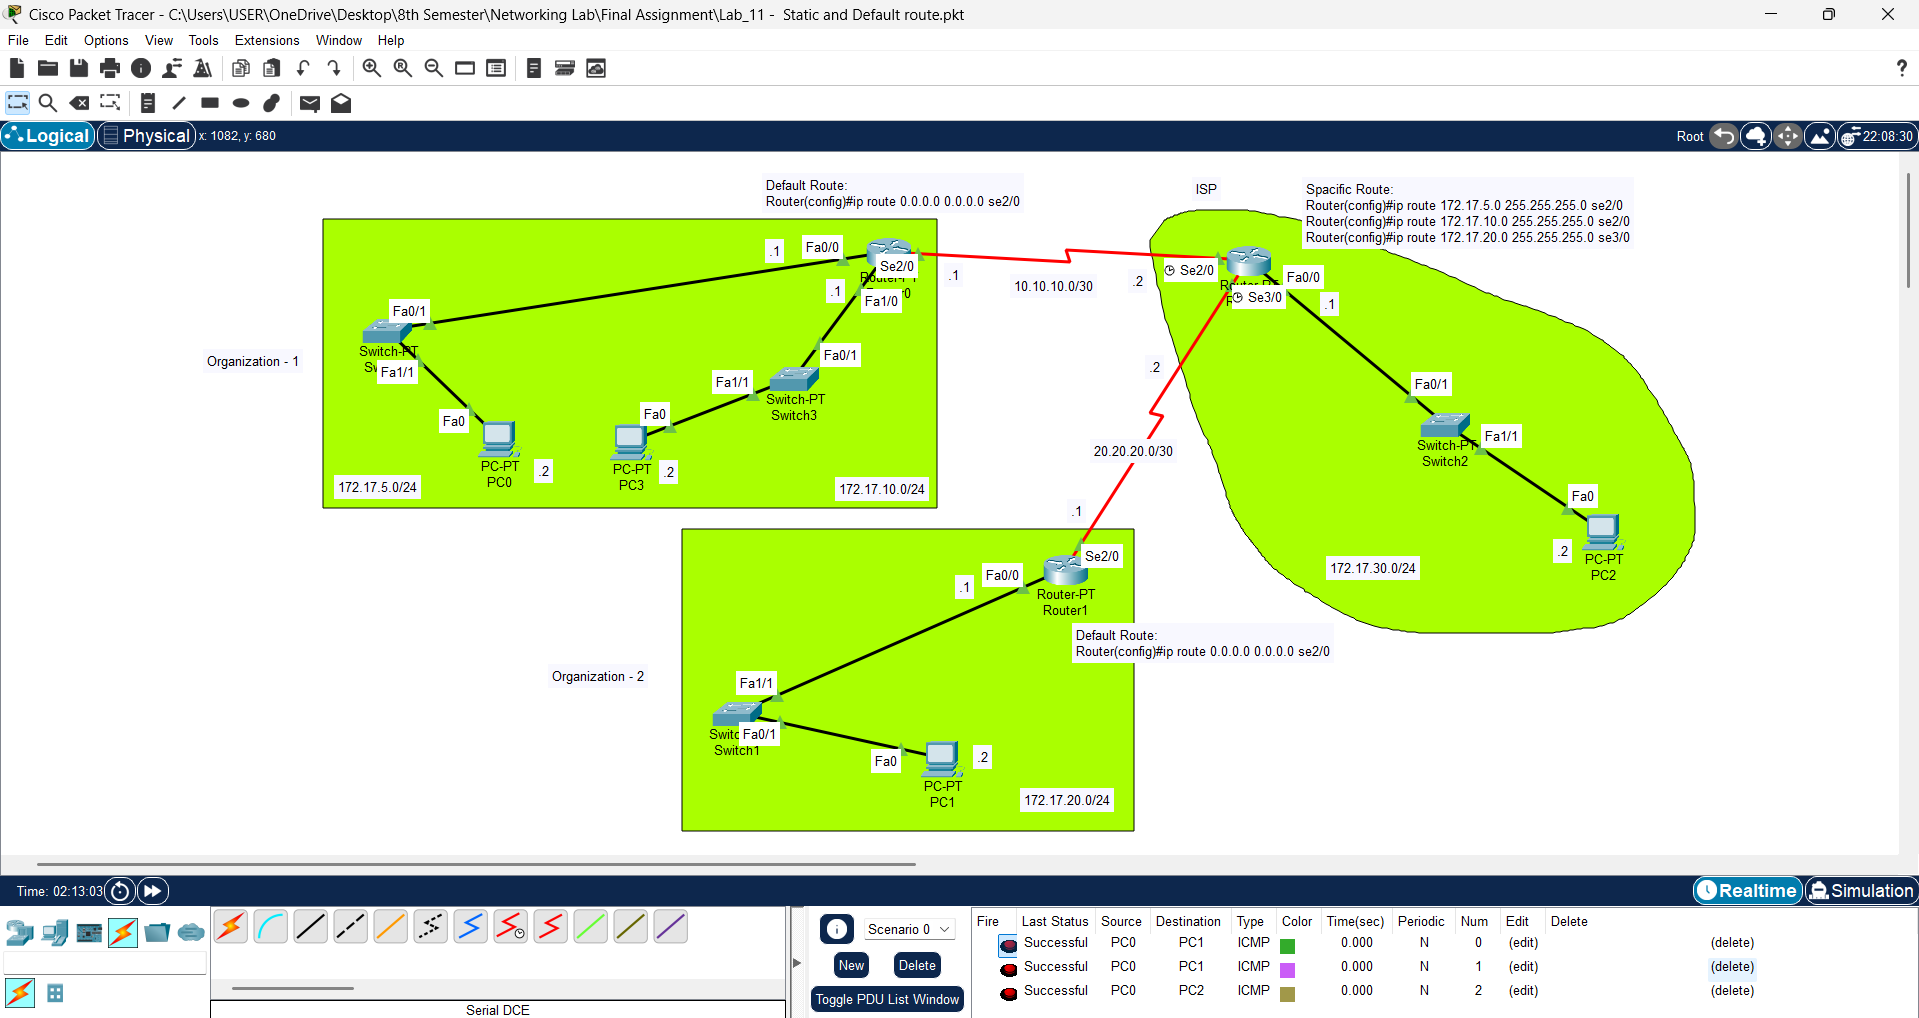 Cisco Packet Tracer - C:\Users\USER\OneDrive\Desktop\8th Semester\Networking Lab\Final Assignment\Lab_11 -  Static and Default route.pkt
File Edit Options View Tools Extensions Window Help
Logical Physical x: 1082, y: 680 Root 22:08:30
Default Route:
Router(config)#ip route 0.0.0.0 0.0.0.0 se2/0
ISP
Spacific Route:
Router(config)#ip route 172.17.5.0 255.255.255.0 se2/0
Router(config)#ip route 172.17.10.0 255.255.255.0 se2/0
Router(config)#ip route 172.17.20.0 255.255.255.0 se3/0
.1 Fa0/0
Se2/0
.1
Fa1/0
.1
10.10.10.0/30
.2
Se2/0
Fa0/0
Se3/0
.1
Fa0/1
Switch-PT
Fa1/1
Organization - 1
Fa0/1
Fa1/1
Switch-PT
Switch3
Fa0
Fa0
PC-PT
PC0
.2
PC-PT
PC3
.2
172.17.5.0/24
172.17.10.0/24
.2
20.20.20.0/30
.1
Fa0/1
Fa1/1
Switch-PT
Switch2
Fa0
.2
PC-PT
PC2
172.17.30.0/24
Se2/0
Fa0/0
.1
Router-PT
Router1
Default Route:
Router(config)#ip route 0.0.0.0 0.0.0.0 se2/0
Organization - 2
Fa1/1
Fa0/1
Switch1
Fa0
.2
PC-PT
PC1
172.17.20.0/24
Time: 02:13:03 Realtime Simulation
Scenario 0
New Delete
Toggle PDU List Window
Serial DCE
Fire Last Status Source Destination Type Color Time(sec) Periodic Num Edit Delete
Successful PC0 PC1 ICMP 0.000 N 0 (edit) (delete)
Successful PC0 PC1 ICMP 0.000 N 1 (edit) (delete)
Successful PC0 PC2 ICMP 0.000 N 2 (edit) (delete)